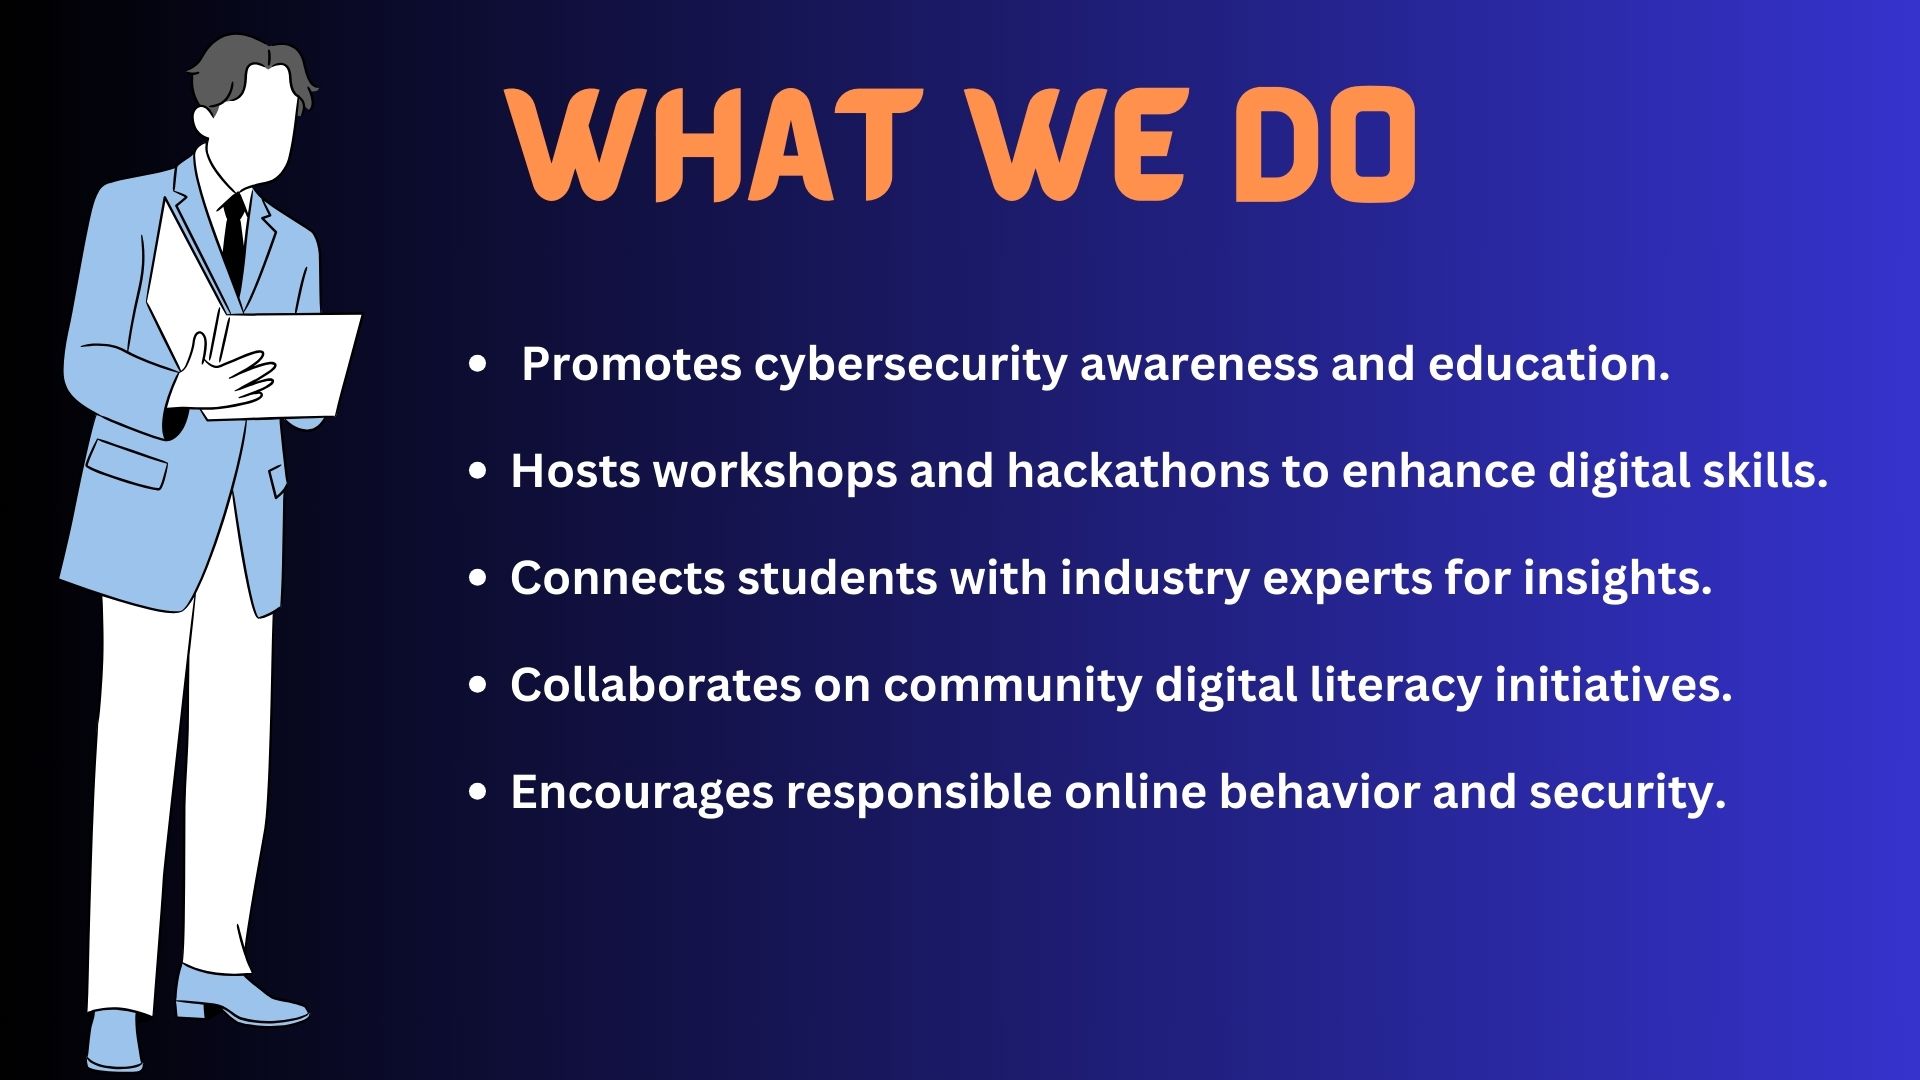 WHAT WE DO
• Promotes cybersecurity awareness and education.
• Hosts workshops and hackathons to enhance digital skills.
• Connects students with industry experts for insights.
• Collaborates on community digital literacy initiatives.
• Encourages responsible online behavior and security.